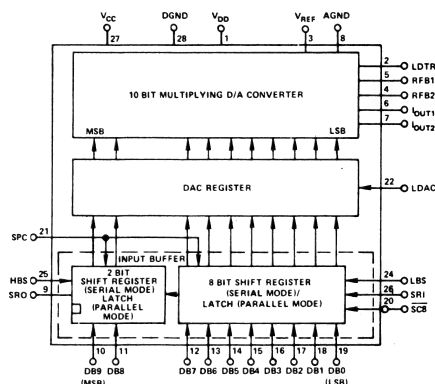 VCC DGND VDD VREF AGND
27 28 1 3 8
10 BIT MULTIPLYING D/A CONVERTER
MSB LSB
2 LDTR
5 RFB1
4 RFB2
6 IOUT1
7 IOUT2
DAC REGISTER
22 LDAC
SPC 21
INPUT BUFFER
HBS 25
SRO 9
2 BIT
SHIFT REGISTER
(SERIAL MODE)
LATCH
(PARALLEL
MODE)
8 BIT SHIFT REGISTER
(SERIAL MODE)/
LATCH (PARALLEL MODE)
24 LBS
26 SRI
20 SC8
10 11 12 13 14 15 16 17 18 19
DB9 DB8 DB7 DB6 DB5 DB4 DB3 DB2 DB1 DB0
(MSB) (LSB)